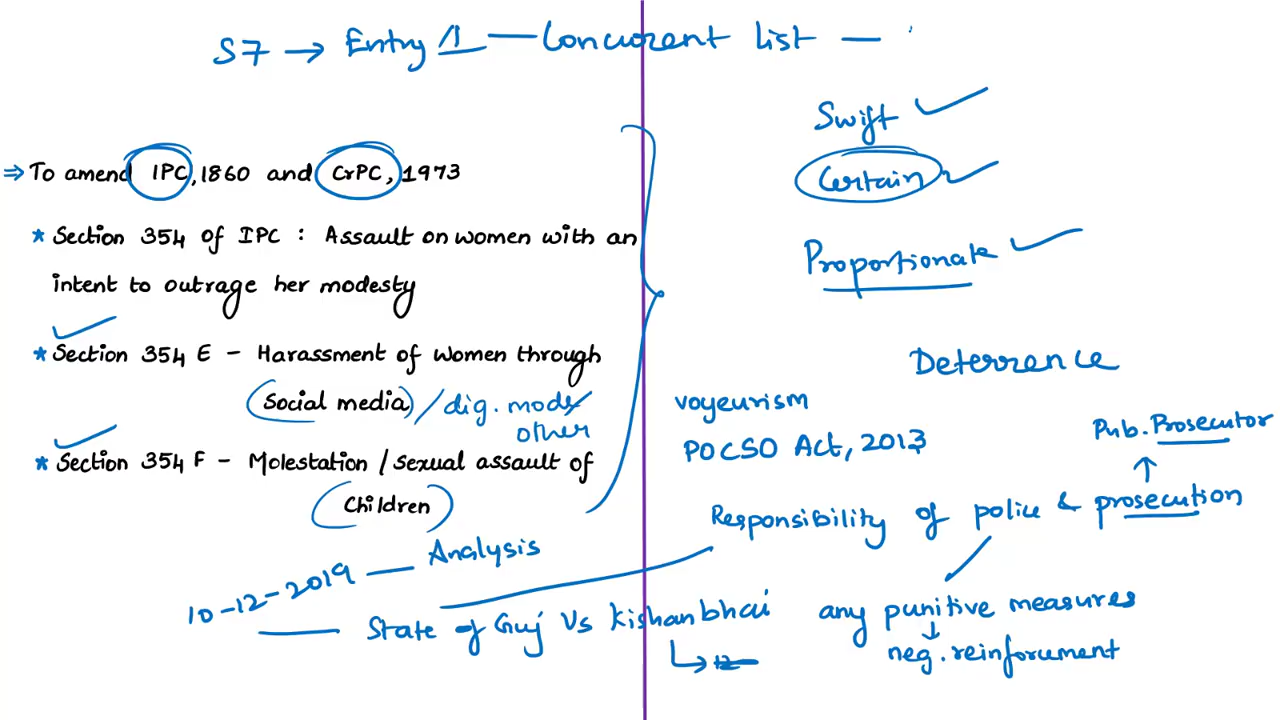 S7 → Entry 1 — Concurrent list —
⇒ To amend IPC, 1860 and CrPC, 1973
* Section 354 of IPC : Assault on women with an
intent to outrage her modesty
* Section 354 E - Harassment of women through
Social media / dig. mode/
other
* Section 354 F - Molestation / sexual assault of
Children
10-12-2019 — Analysis
— State of Guj Vs Kishanbhai
Swift
Certain
Proportionate
Deterrence
voyeurism
POCSO Act, 2013
Pub. Prosecutor
Responsibility of police & prosecution
any punitive measures
neg. reinforcement